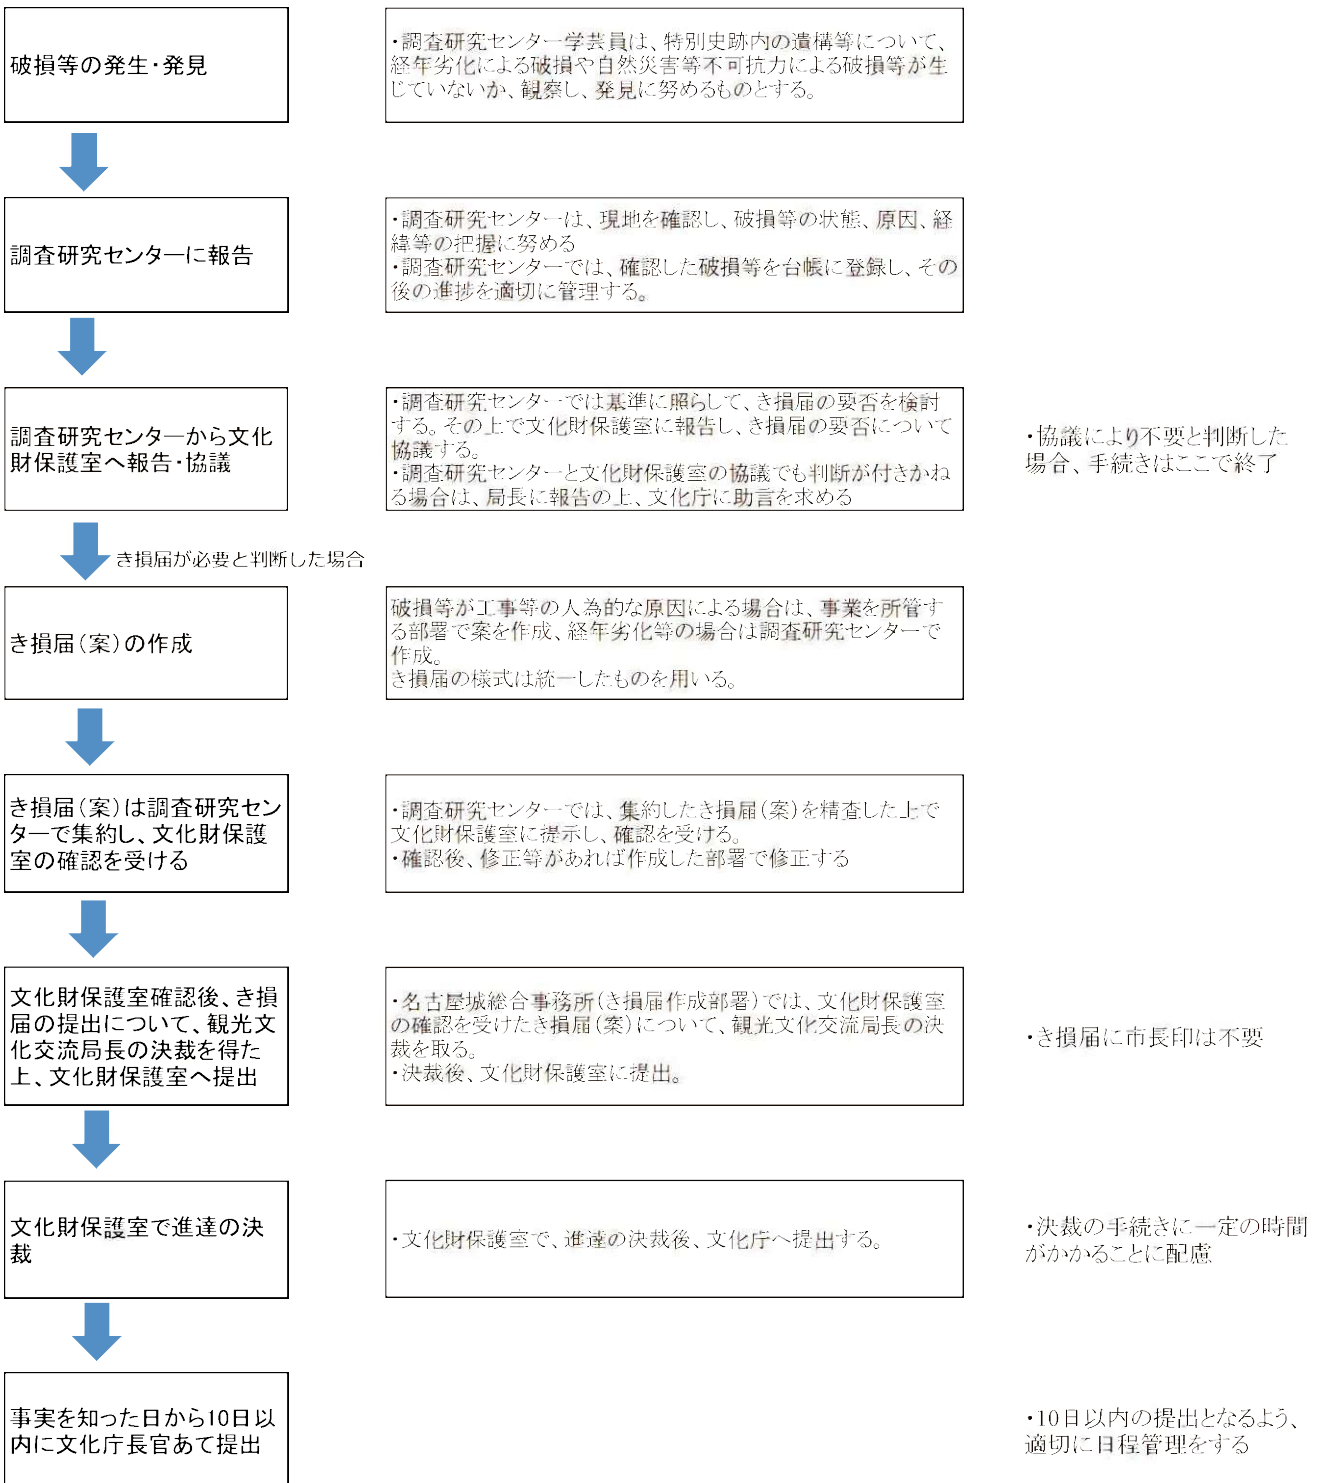 破損等の発生・発見
・調査研究センター学芸員は、特別史跡内の遺構等について、
経年劣化による破損や自然災害等不可抗力による破損等が生
じていないか、観察し、発見に努めるものとする。
調査研究センターに報告
・調査研究センターは、現地を確認し、破損等の状態、原因、経
緯等の把握に努める
・調査研究センターでは、確認した破損等を台帳に登録し、その
後の進捗を適切に管理する。
調査研究センターから文化
財保護室へ報告・協議
・調査研究センターでは基準に照らして、き損届の要否を検討
する。その上で文化財保護室に報告し、き損届の要否について
協議する。
・調査研究センターと文化財保護室の協議でも判断が付きかね
る場合は、局長に報告の上、文化庁に助言を求める
・協議により不要と判断した
場合、手続きはここで終了
き損届が必要と判断した場合
き損届(案)の作成
破損等が工事等の人為的な原因による場合は、事業を所管す
る部署で案を作成、経年劣化等の場合は調査研究センターで
作成。
き損届の様式は統一したものを用いる。
き損届(案)は調査研究セン
ターで集約し、文化財保護
室の確認を受ける
・調査研究センターでは、集約したき損届(案)を精査した上で
文化財保護室に提示し、確認を受ける。
・確認後、修正等があれば作成した部署で修正する
文化財保護室確認後、き損
届の提出について、観光文
化交流局長の決裁を得た
上、文化財保護室へ提出
・名古屋城総合事務所(き損届作成部署)では、文化財保護室
の確認を受けたき損届(案)について、観光文化交流局長の決
裁を取る。
・決裁後、文化財保護室に提出。
・き損届に市長印は不要
文化財保護室で進達の決
裁
・文化財保護室で、進達の決裁後、文化庁へ提出する。
・決裁の手続きに一定の時間
がかかることに配慮
事実を知った日から10日以
内に文化庁長官あて提出
・10日以内の提出となるよう、
適切に日程管理をする